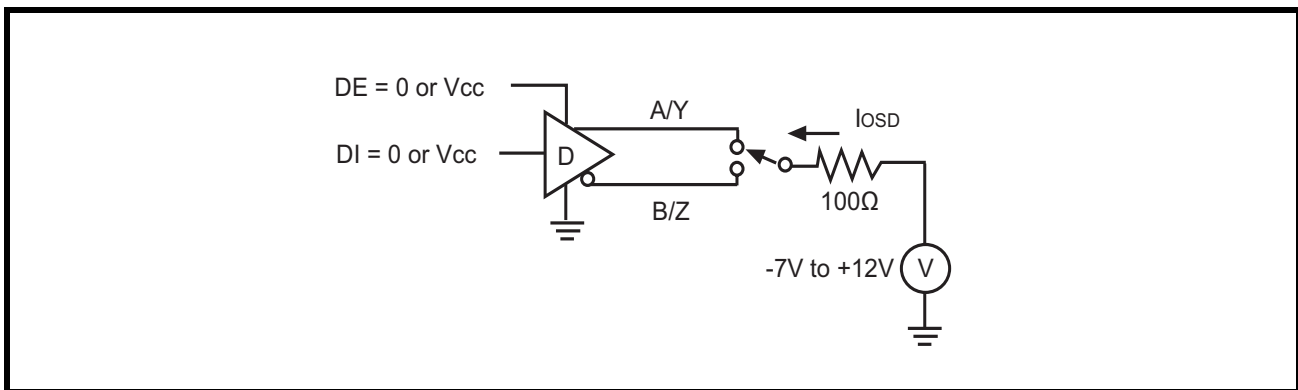 DE = 0 or Vcc
A/Y
IOSD
DI = 0 or Vcc
D
100Ω
B/Z
-7V to +12V
V